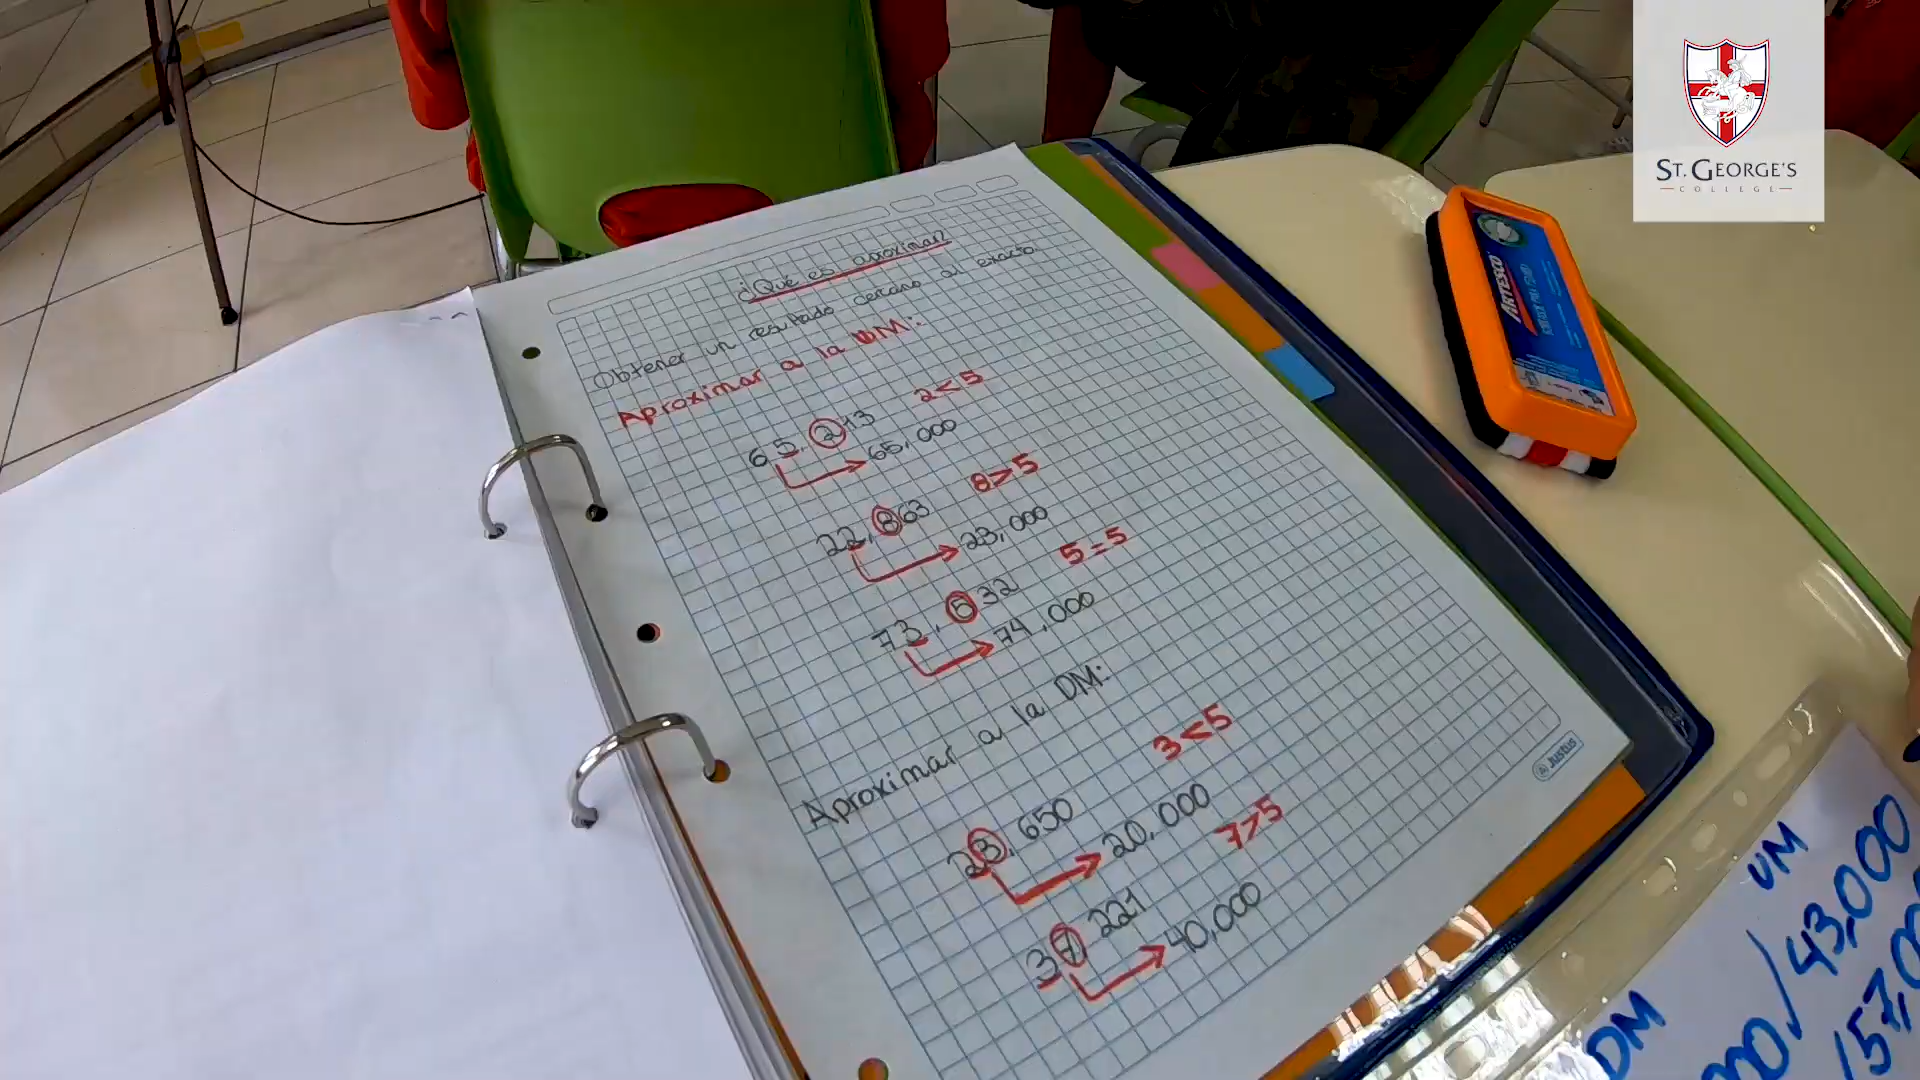 ¿Qué es aproximar?
Obtener un resultado cercano al exacto.
Aproximar a la UM:
2<5
65.213
65.000
8>5
22,863
23,000
5=5
73,532
74,000
Aproximar a la DM:
3<5
23,650
20,000
7>5
37 221
40,000
Justus
ARTESCO
UM
43,000
DM
ST. GEORGE'S
COLLEGE